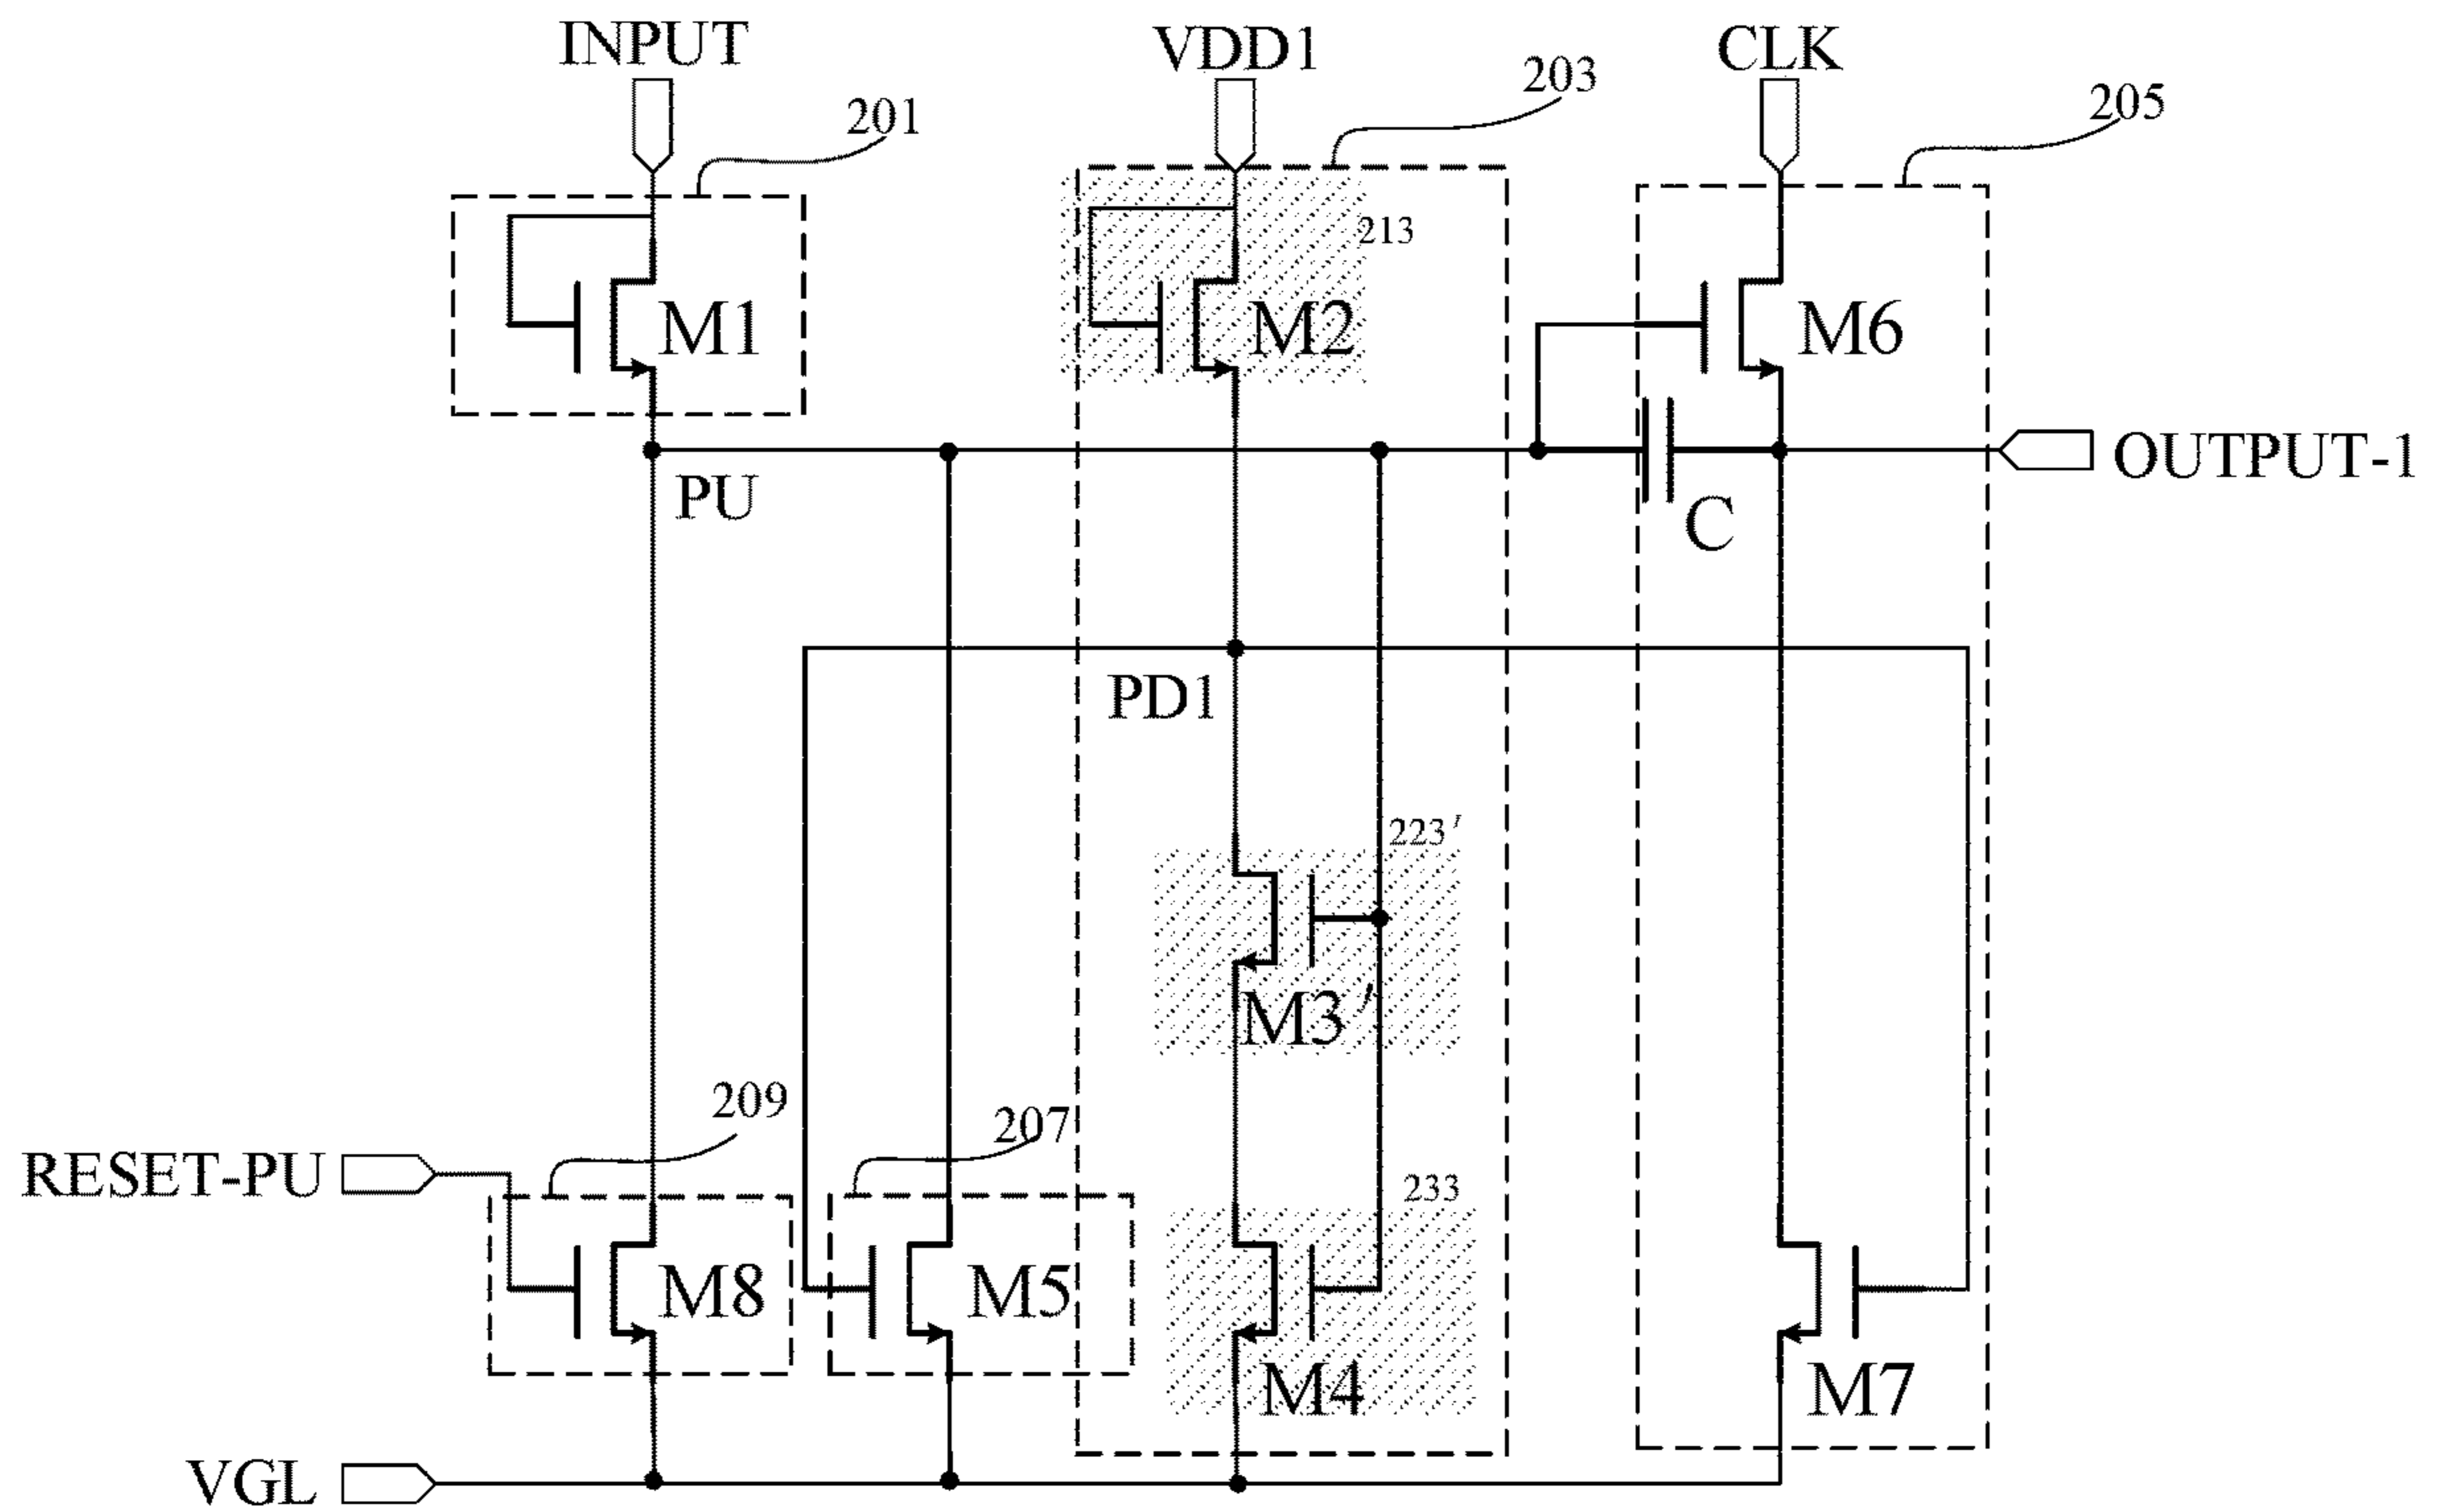 INPUT
VDD1
CLK
203
205
201
213
M1
M2
M6
OUTPUT-1
PU
C
PD1
223′
M3′
209
207
RESET-PU
233
M8
M5
M4
M7
VGL